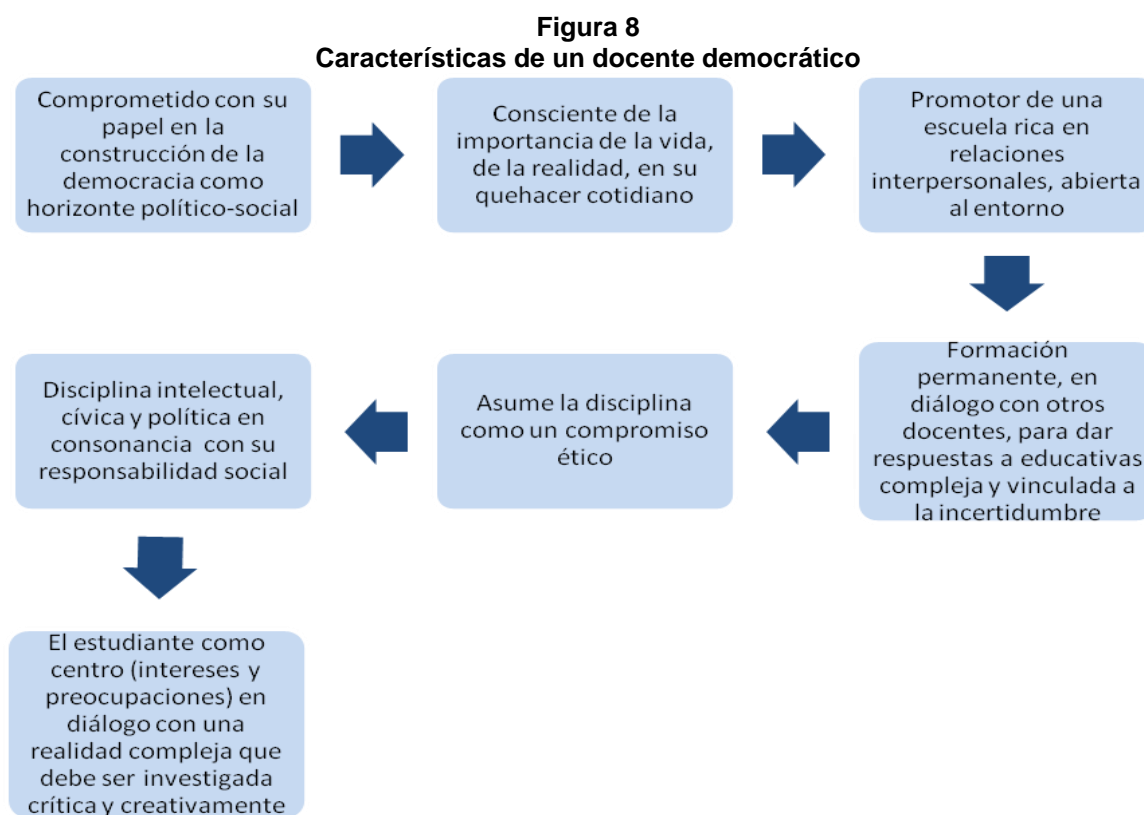 Figura 8
Características de un docente democrático
Comprometido con su
papel en la
construcción de la
democracia como
horizonte político-social
Consciente de la
importancia de la vida,
de la realidad, en su
quehacer cotidiano
Promotor de una
escuela rica en
relaciones
interpersonales, abierta
al entorno
Formación
permanente, en
diálogo con otros
docentes, para dar
respuestas a educativas
compleja y vinculada a
la incertidumbre
Asume la disciplina
como un compromiso
ético
Disciplina intelectual,
cívica y política en
consonancia con su
responsabilidad social
El estudiante como
centro (intereses y
preocupaciones) en
diálogo con una
realidad compleja que
debe ser investigada
crítica y creativamente